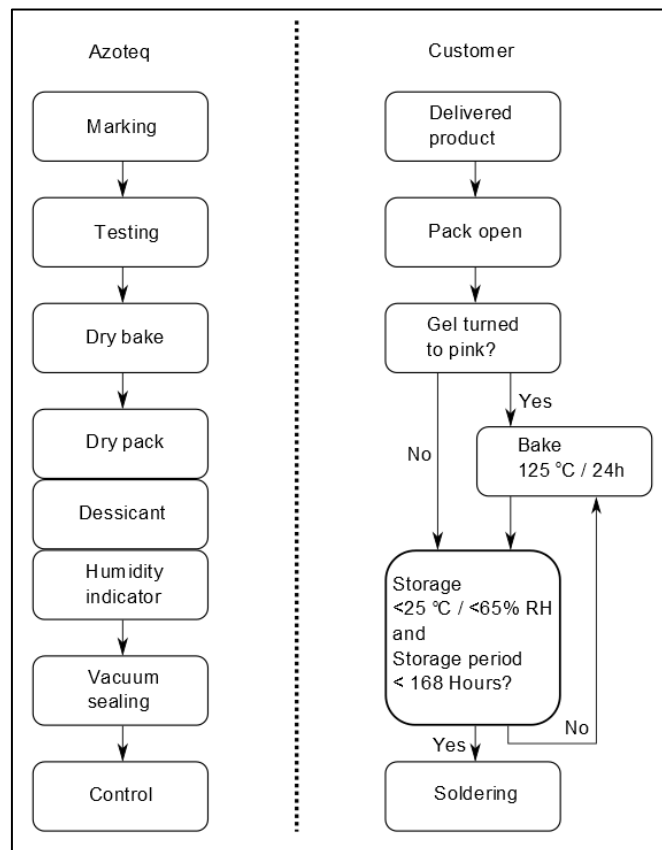 Azoteq
Marking
Testing
Dry bake
Dry pack
Dessicant
Humidity
indicator
Vacuum
sealing
Control
Customer
Delivered
product
Pack open
Gel turned
to pink?
Yes
No
Bake
125 °C / 24h
Storage
<25 °C / <65% RH
and
Storage period
< 168 Hours?
No
Yes
Soldering